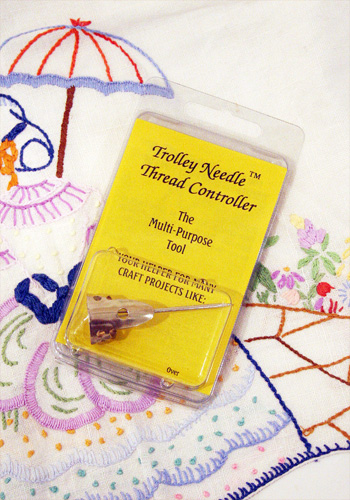 Trolley Needle™
Thread Controller
The
Multi-Purpose
Tool
YOUR HELPER FOR MANY
CRAFT PROJECTS LIKE:
Over